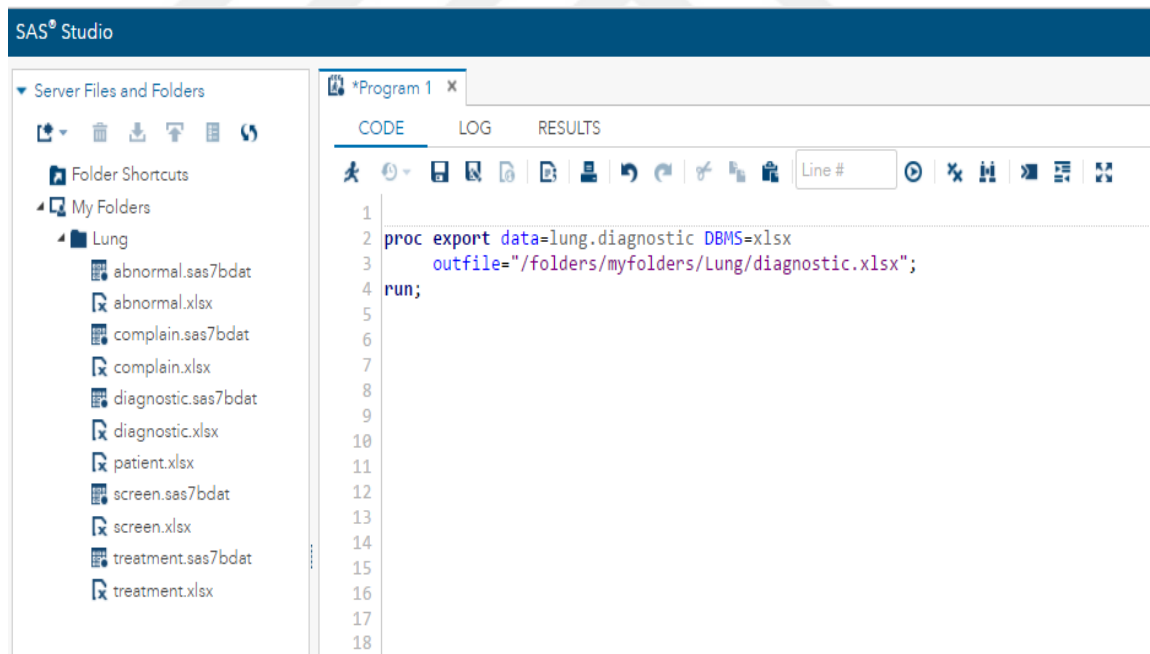 SAS® Studio
Server Files and Folders
Folder Shortcuts
My Folders
Lung
abnormal.sas7bdat
abnormal.xlsx
complain.sas7bdat
complain.xlsx
diagnostic.sas7bdat
diagnostic.xlsx
patient.xlsx
screen.sas7bdat
screen.xlsx
treatment.sas7bdat
treatment.xlsx
*Program 1
CODE LOG RESULTS
Line #
1
2 proc export data=lung.diagnostic DBMS=xlsx
3 outfile="/folders/myfolders/Lung/diagnostic.xlsx";
4 run;
5
6
7
8
9
10
11
12
13
14
15
16
17
18